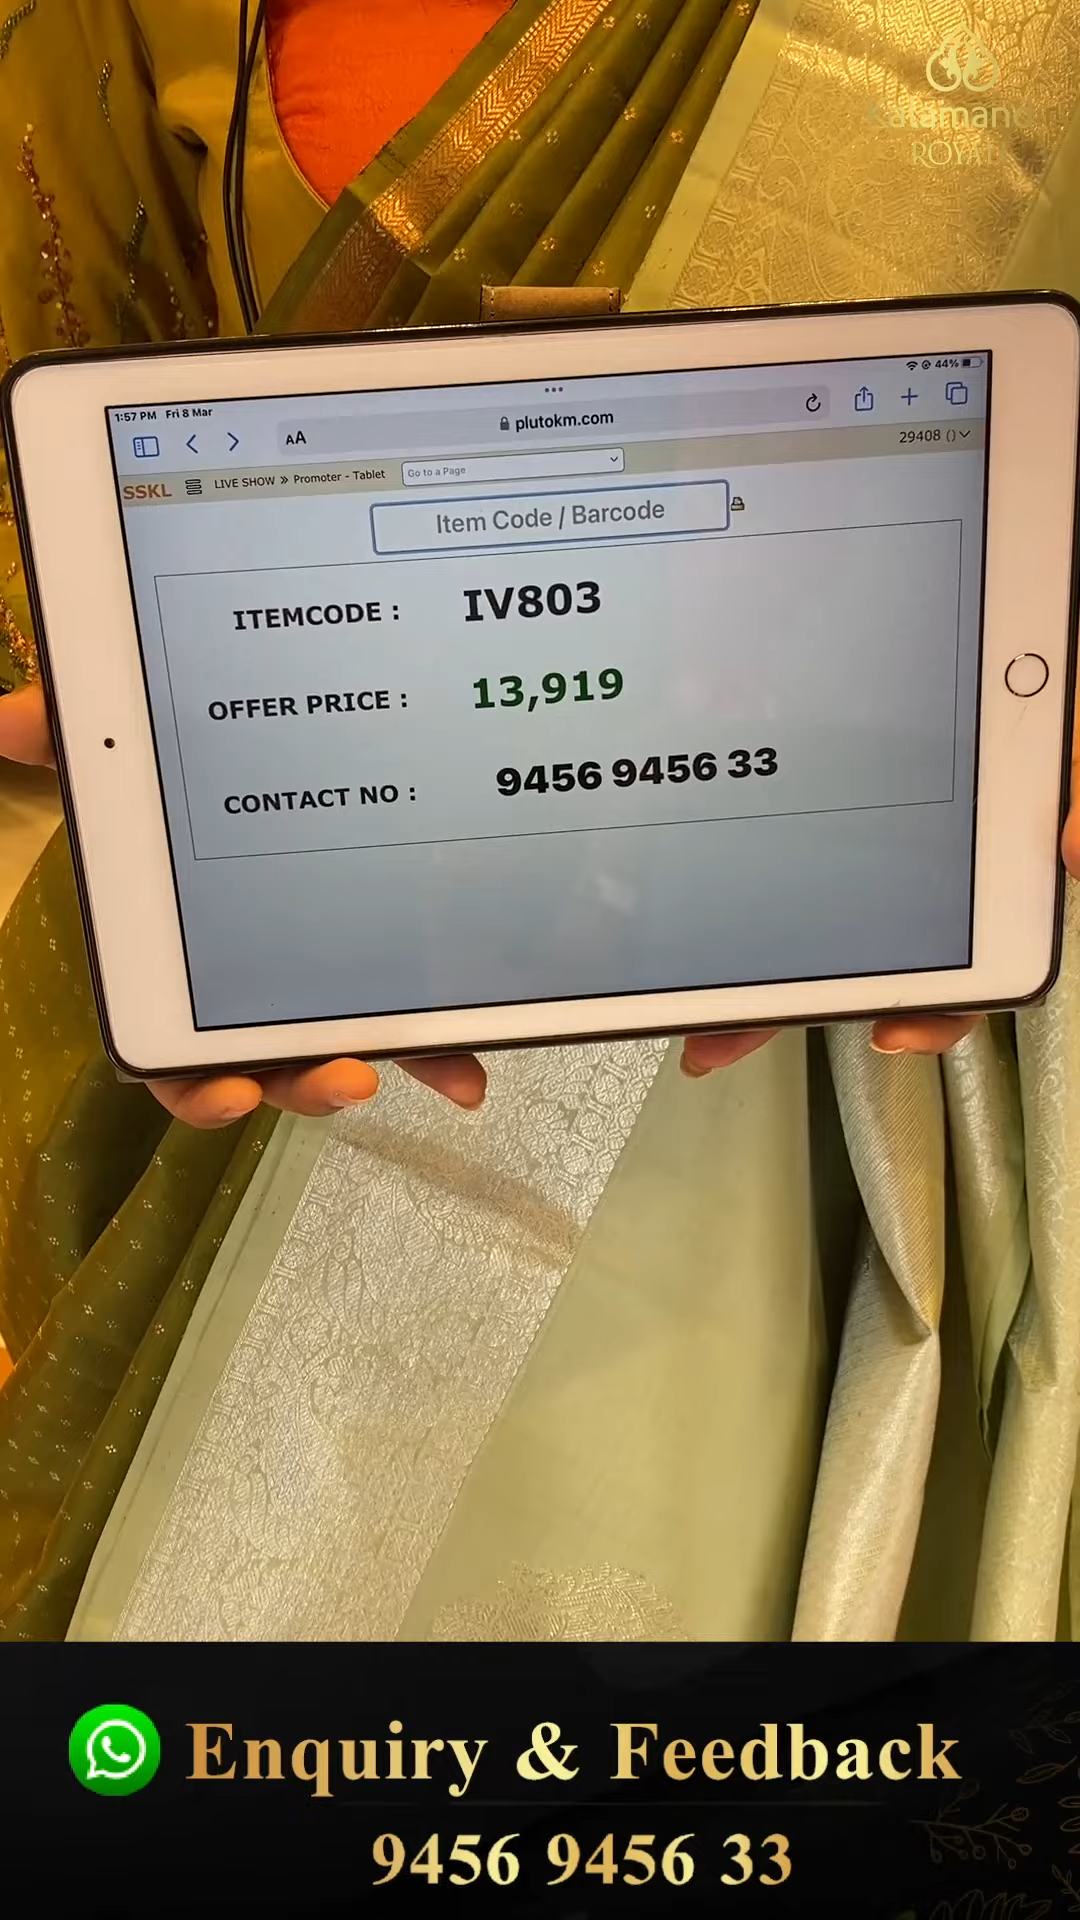 Kalamandir
ROYALE
1:57 PM Fri 8 Mar
44%
AA
plutokm.com
29408 ()
SSKL
LIVE SHOW » Promoter - Tablet
Go to a Page
Item Code / Barcode
ITEMCODE : IV803
OFFER PRICE : 13,919
CONTACT NO : 9456 9456 33
Enquiry & Feedback
9456 9456 33